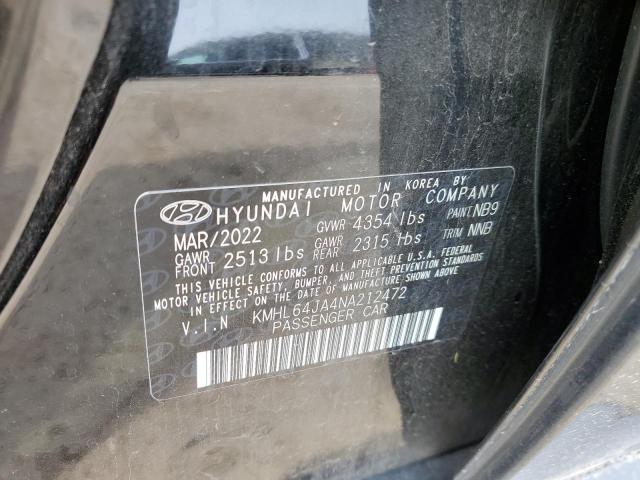 MANUFACTURED IN KOREA BY
HYUNDAI MOTOR COMPANY
MAR/2022 GVWR 4354 lbs PAINT NB9
GAWR FRONT 2513 lbs GAWR REAR 2315 lbs TRIM NNB
THIS VEHICLE CONFORMS TO ALL APPLICABLE U.S.A. FEDERAL
MOTOR VEHICLE SAFETY, BUMPER, AND THEFT PREVENTION STANDARDS
IN EFFECT ON THE DATE OF MANUFACTURE SHOWN ABOVE.
V.I.N KMHL64JA4NA212472
PASSENGER CAR